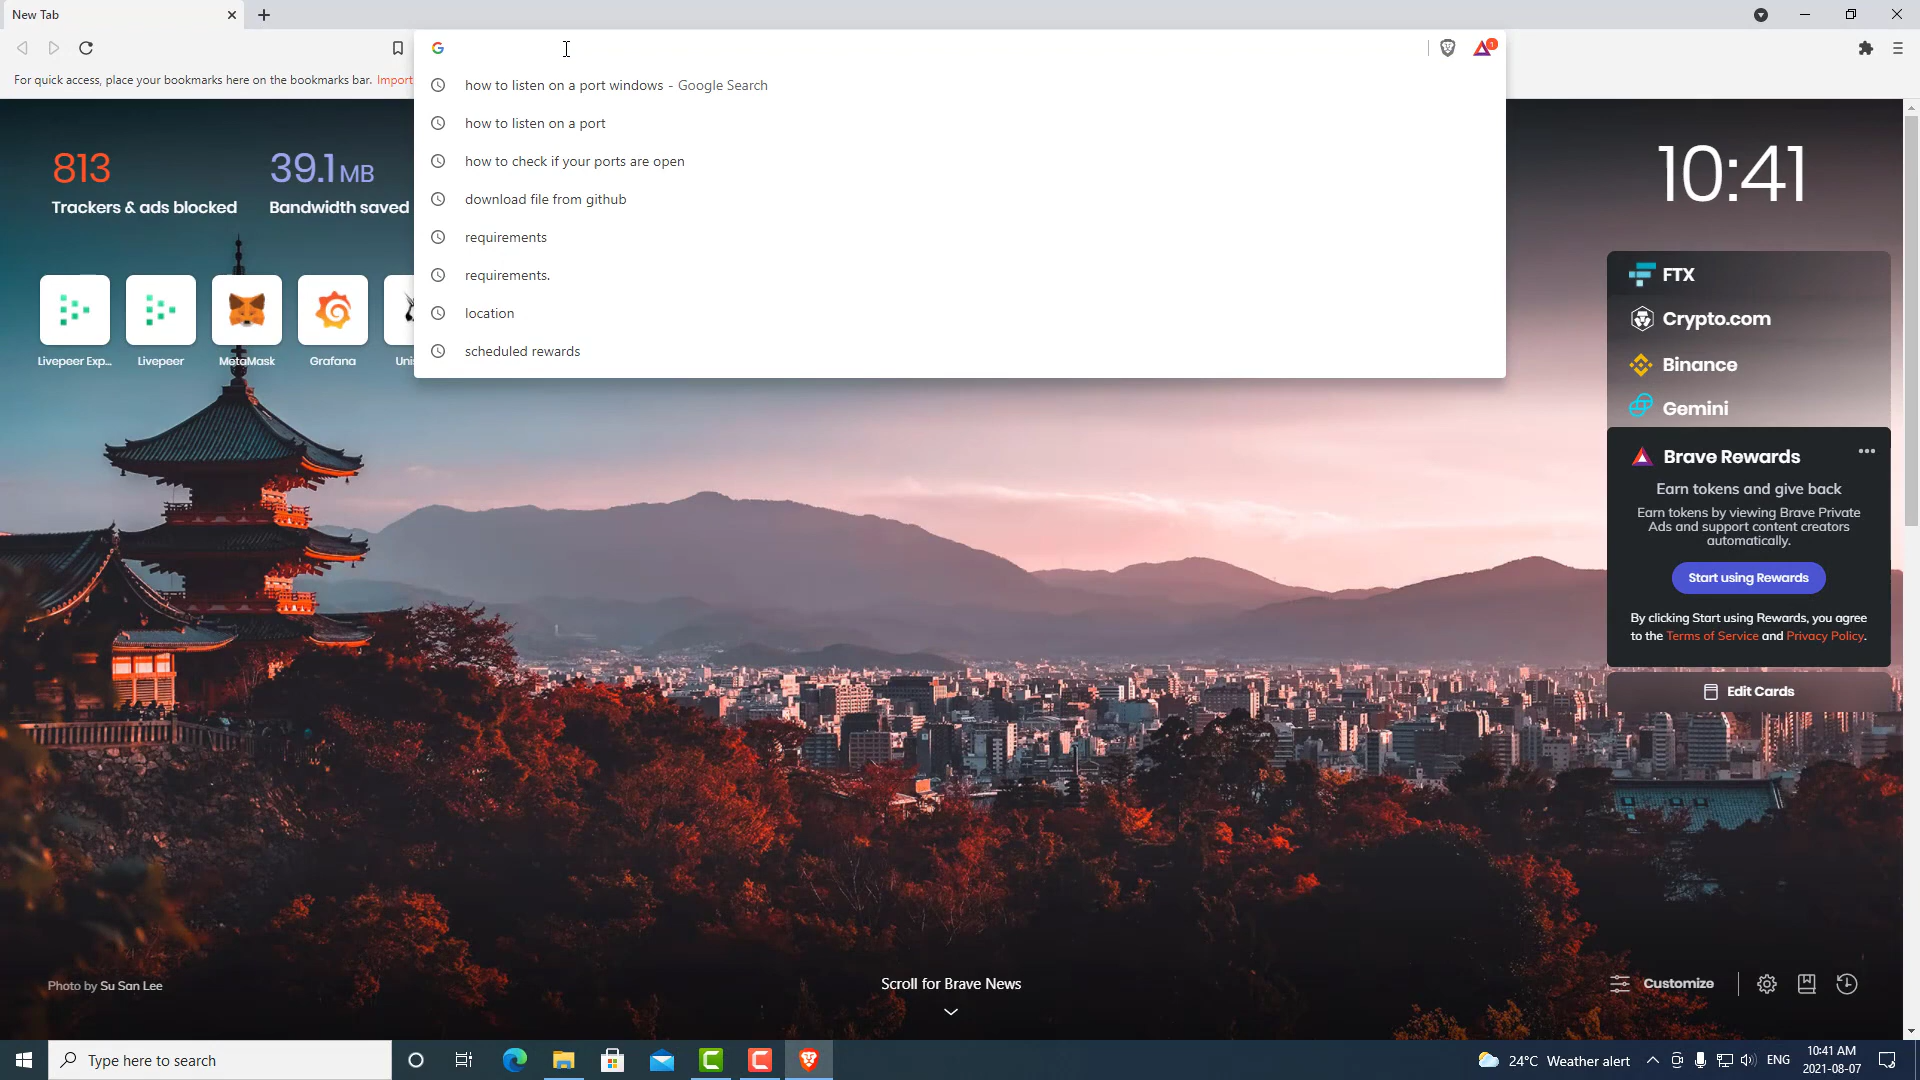 New Tab
For quick access, place your bookmarks here on the bookmarks bar. Import
1
how to listen on a port windows - Google Search
how to listen on a port
how to check if your ports are open
download file from github
requirements
requirements.
location
scheduled rewards
813
Trackers & ads blocked
39.1MB
Bandwidth saved
Livepeer Exp...
Livepeer
MetaMask
Grafana
10:41
FTX
Crypto.com
Binance
Gemini
Brave Rewards
Earn tokens and give back
Earn tokens by viewing Brave Private
Ads and support content creators
automatically.
Start using Rewards
By clicking Start using Rewards, you agree
to the Terms of Service and Privacy Policy.
Edit Cards
Photo by Su San Lee
Scroll for Brave News
Customize
Type here to search
24°C Weather alert
ENG
10:41 AM
2021-08-07